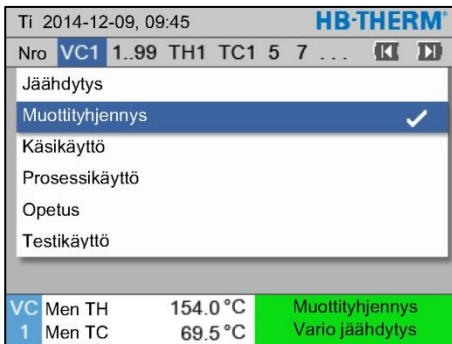 Ti 2014-12-09, 09:45 HB-THERM®
Nro VC1 1..99 TH1 TC1 5 7 ...
Jäähdytys
Muottityhjennys
Käsikäyttö
Prosessikäyttö
Opetus
Testikäyttö
VC Men TH 154.0 °C Muottityhjennys
1 Men TC 69.5 °C Vario jäähdytys